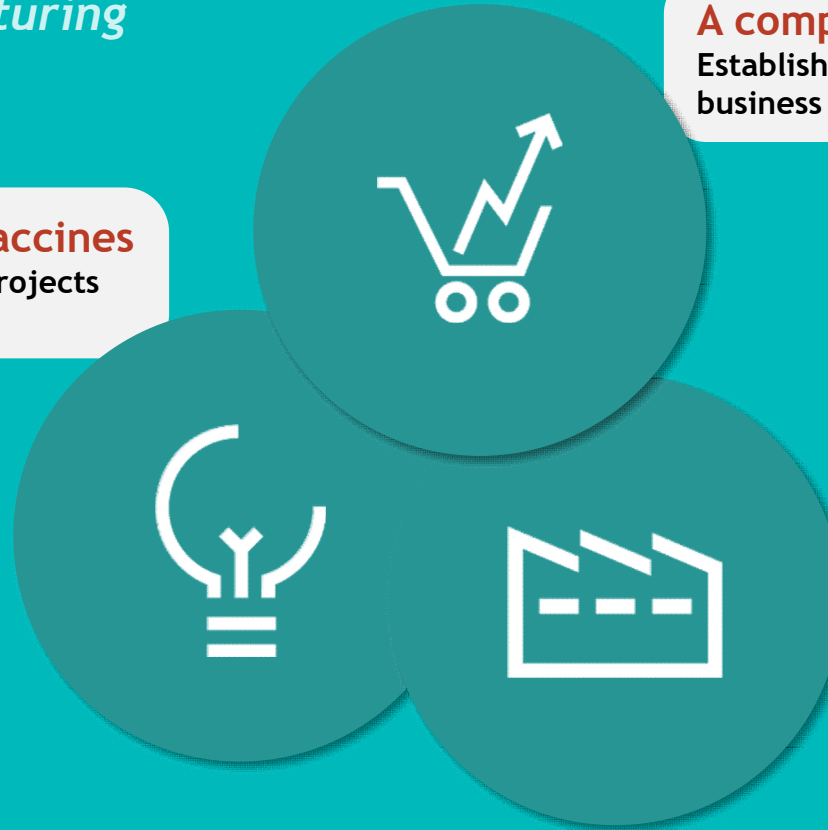 turing
A comp
Establish
business
accines
rojects